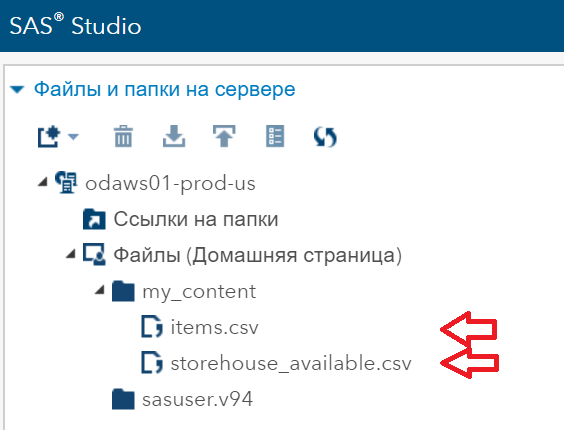 SAS® Studio
Файлы и папки на сервере
odaws01-prod-us
Ссылки на папки
Файлы (Домашняя страница)
my_content
items.csv
storehouse_available.csv
sasuser.v94